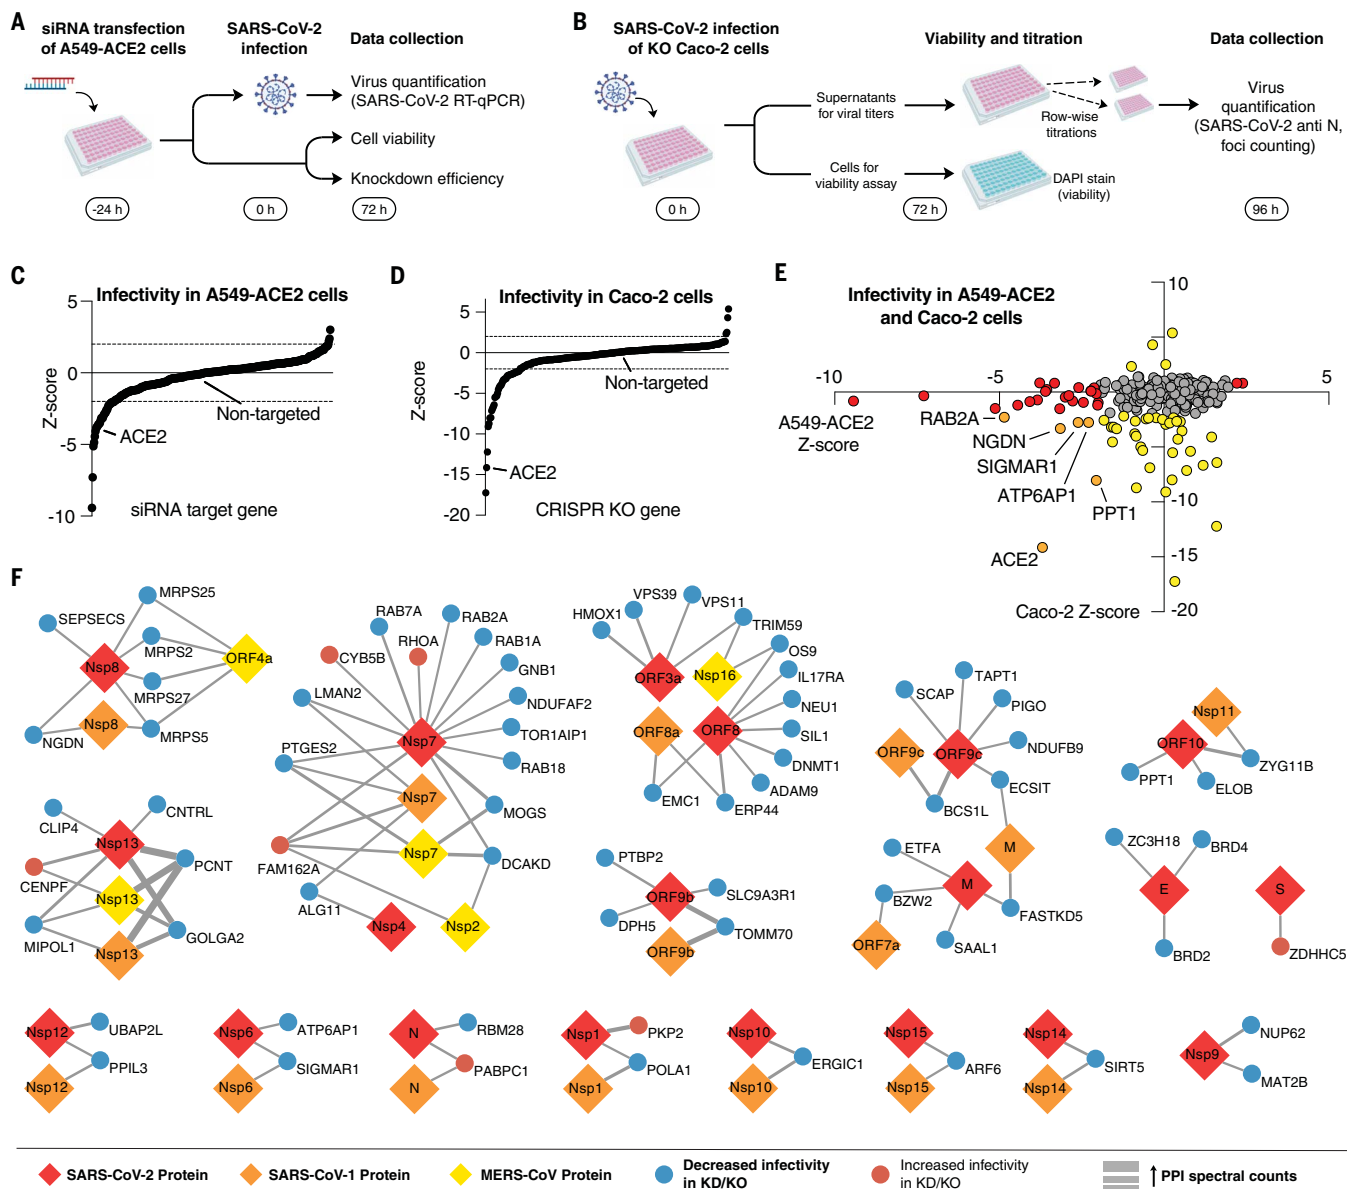 A
siRNA transfection
of A549-ACE2 cells
SARS-CoV-2
infection
Data collection
Virus quantification
(SARS-CoV-2 RT-qPCR)
Cell viability
Knockdown efficiency
-24 h
0 h
72 h
B
SARS-CoV-2 infection
of KO Caco-2 cells
Viability and titration
Data collection
Supernatants
for viral titers
Row-wise
titrations
Virus
quantification
(SARS-CoV-2 anti N,
foci counting)
Cells for
viability assay
DAPI stain
(viability)
0 h
72 h
96 h
C
Infectivity in A549-ACE2 cells
Z-score
5
0
-5
-10
Non-targeted
ACE2
siRNA target gene
D
Infectivity in Caco-2 cells
Z-score
5
0
-5
-10
-15
-20
Non-targeted
ACE2
CRISPR KO gene
E
Infectivity in A549-ACE2
and Caco-2 cells
10
-10
-5
5
A549-ACE2
Z-score
RAB2A
NGDN
SIGMAR1
ATP6AP1
PPT1
ACE2
-10
-15
-20
Caco-2 Z-score
F
MRPS25
SEPSECS
MRPS2
Nsp8
ORF4a
MRPS27
Nsp8
NGDN
MRPS5
RAB7A
RAB2A
RHOA
RAB1A
CYB5B
GNB1
LMAN2
NDUFAF2
TOR1AIP1
Nsp7
PTGES2
RAB18
Nsp7
MOGS
Nsp7
FAM162A
DCAKD
ALG11
Nsp4
Nsp2
VPS39
VPS11
HMOX1
TRIM59
OS9
ORF3a
Nsp16
IL17RA
NEU1
ORF8a
ORF8
SIL1
DNMT1
ADAM9
EMC1
ERP44
TAPT1
SCAP
PIGO
ORF9c
ORF9c
NDUFB9
ECSIT
BCS1L
Nsp11
ORF10
ZYG11B
PPT1
ELOB
CLIP4
CNTRL
Nsp13
PCNT
CENPF
Nsp13
MIPOL1
GOLGA2
Nsp13
PTBP2
ORF9b
SLC9A3R1
DPH5
TOMM70
ORF9b
ETFA
M
M
BZW2
FASTKD5
ORF7a
SAAL1
ZC3H18
BRD4
E
BRD2
S
ZDHHC5
Nsp12
UBAP2L
PPIL3
Nsp12
Nsp6
ATP6AP1
SIGMAR1
Nsp6
N
RBM28
PABPC1
N
Nsp1
PKP2
POLA1
Nsp1
Nsp10
ERGIC1
Nsp10
Nsp15
ARF6
Nsp15
Nsp14
SIRT5
Nsp14
Nsp9
NUP62
MAT2B
SARS-CoV-2 Protein
SARS-CoV-1 Protein
MERS-CoV Protein
Decreased infectivity
in KD/KO
Increased infectivity
in KD/KO
PPI spectral counts